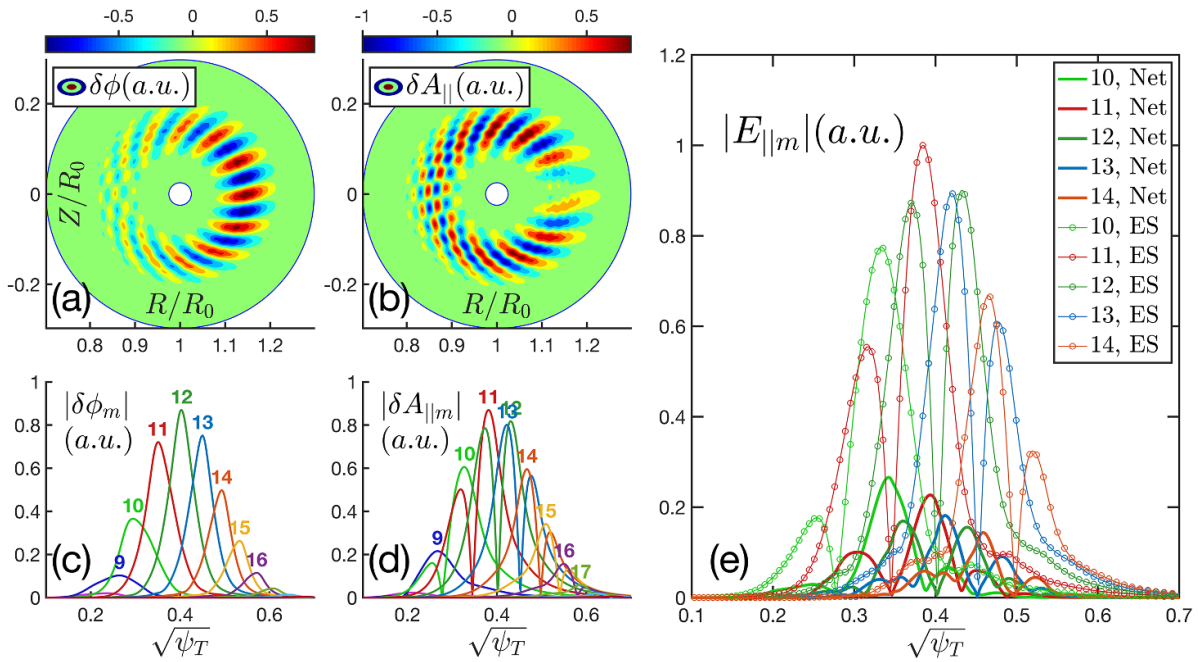 -0.5 0 0.5
-1 -0.5 0 0.5
δϕ(a.u.)
0.2
0
-0.2
Z/R₀
(a)
R/R₀
0.8 0.9 1 1.1 1.2
δA||(a.u.)
0.2
0
-0.2
(b)
R/R₀
0.8 0.9 1 1.1 1.2
|δϕₘ|
(a.u.)
1
0.8
0.6
0.4
0.2
0
9
10
11
12
13
14
15
16
(c)
0.2 0.4 0.6
√ψ_T
|δA||ₘ|
(a.u.)
1
0.8
0.6
0.4
0.2
0
9
10
11
13
12
14
15
16
17
(d)
0.2 0.4 0.6
√ψ_T
|E||ₘ|(a.u.)
1.2
1
0.8
0.6
0.4
0.2
0
10, Net
11, Net
12, Net
13, Net
14, Net
10, ES
11, ES
12, ES
13, ES
14, ES
(e)
0.1 0.2 0.3 0.4 0.5 0.6 0.7
√ψ_T